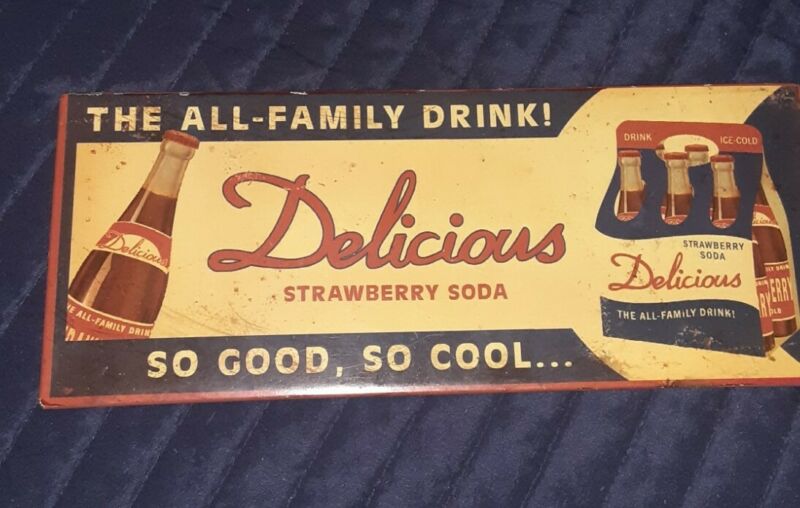 THE ALL-FAMILY DRINK!
Delicious
STRAWBERRY SODA
SO GOOD, SO COOL...
Delicious
ALL-FAMILY DRINK
DRINK ICE-COLD
STRAWBERRY
SODA
Delicious
THE ALL-FAMILY DRINK!